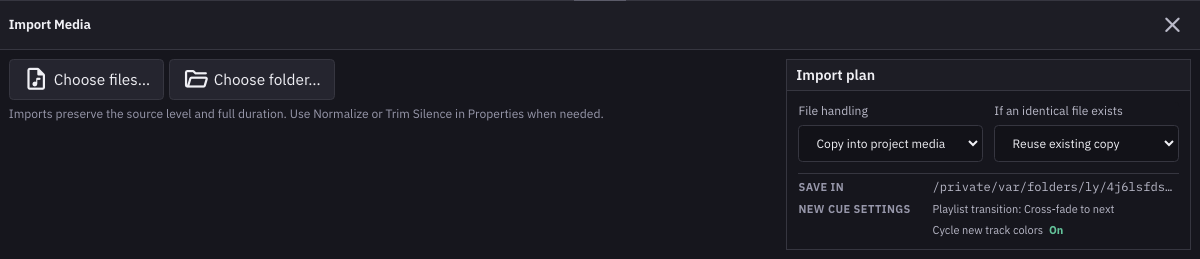 Import Media
Choose files...
Choose folder...
Imports preserve the source level and full duration. Use Normalize or Trim Silence in Properties when needed.
Import plan
File handling
If an identical file exists
Copy into project media
Reuse existing copy
SAVE IN /private/var/folders/ly/4j6lsfds…
NEW CUE SETTINGS Playlist transition: Cross-fade to next
Cycle new track colors On